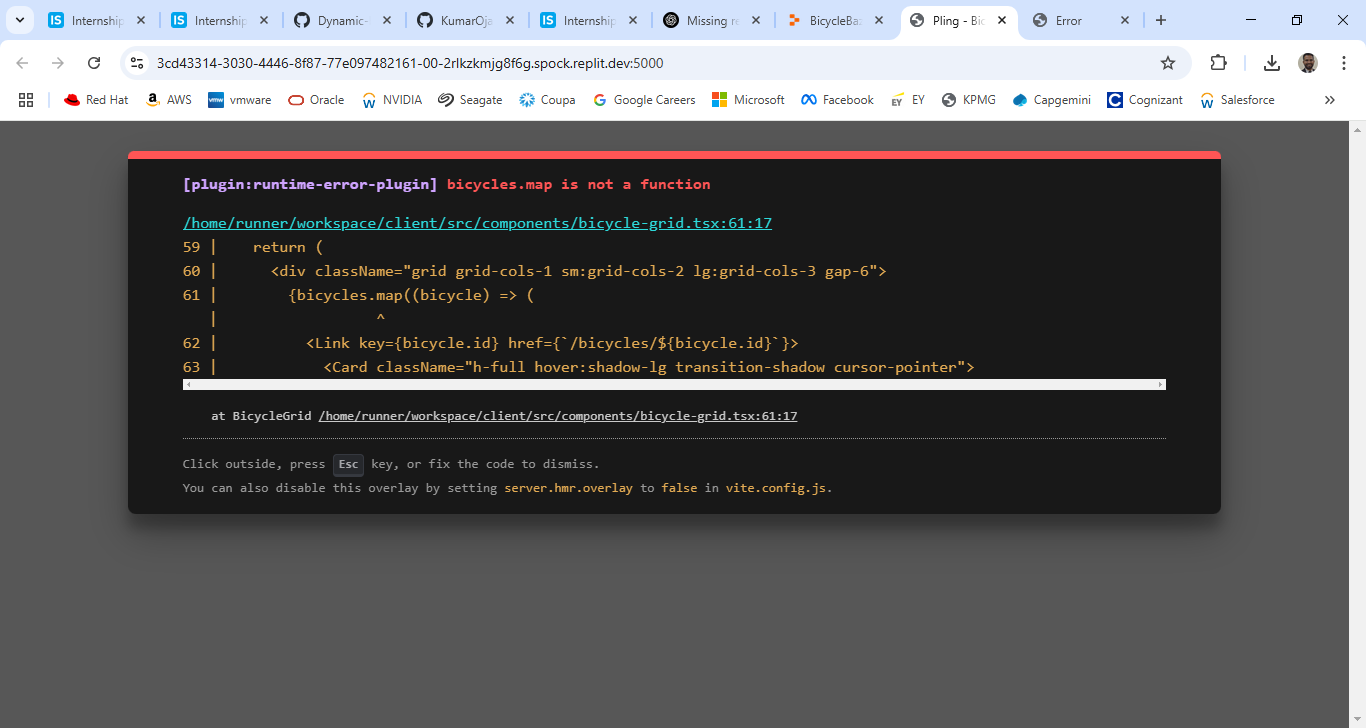 Internship
Internship
Dynamic-
KumarOja
Internship
Missing re
BicycleBaz
Pling - Bic
Error
3cd43314-3030-4446-8f87-77e097482161-00-2rlkzkmjg8f6g.spock.replit.dev:5000
Red Hat
AWS
vmware
Oracle
NVIDIA
Seagate
Coupa
Google Careers
Microsoft
Facebook
EY
KPMG
Capgemini
Cognizant
Salesforce
[plugin:runtime-error-plugin] bicycles.map is not a function
/home/runner/workspace/client/src/components/bicycle-grid.tsx:61:17
59 |    return (
60 |      <div className="grid grid-cols-1 sm:grid-cols-2 lg:grid-cols-3 gap-6">
61 |        {bicycles.map((bicycle) => (
   |                  ^
62 |          <Link key={bicycle.id} href={`/bicycles/${bicycle.id}`}>
63 |            <Card className="h-full hover:shadow-lg transition-shadow cursor-pointer">
at BicycleGrid /home/runner/workspace/client/src/components/bicycle-grid.tsx:61:17
Click outside, press Esc key, or fix the code to dismiss.
You can also disable this overlay by setting server.hmr.overlay to false in vite.config.js.